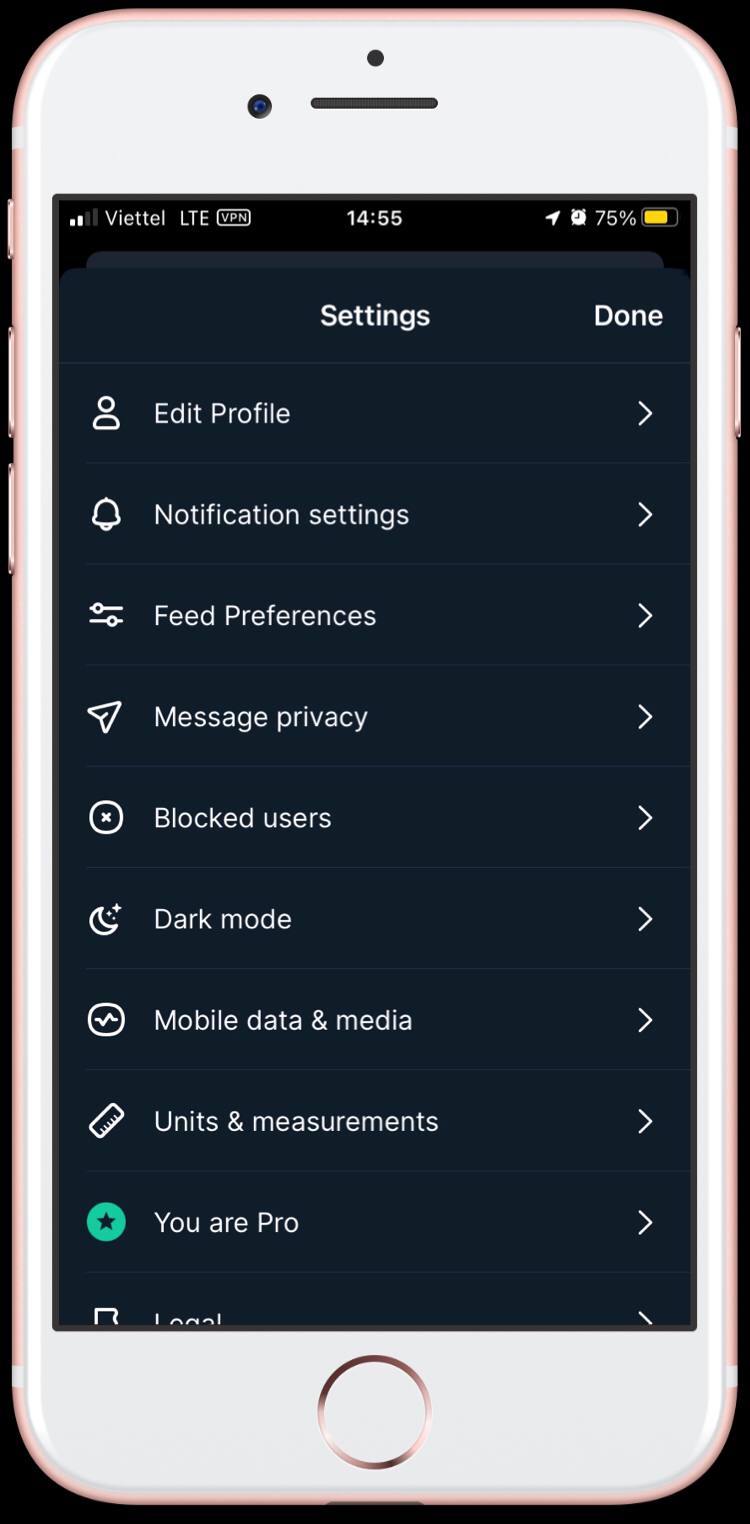 Viettel LTE VPN 14:55 75%
Settings Done
Edit Profile
Notification settings
Feed Preferences
Message privacy
Blocked users
Dark mode
Mobile data & media
Units & measurements
You are Pro
Legal